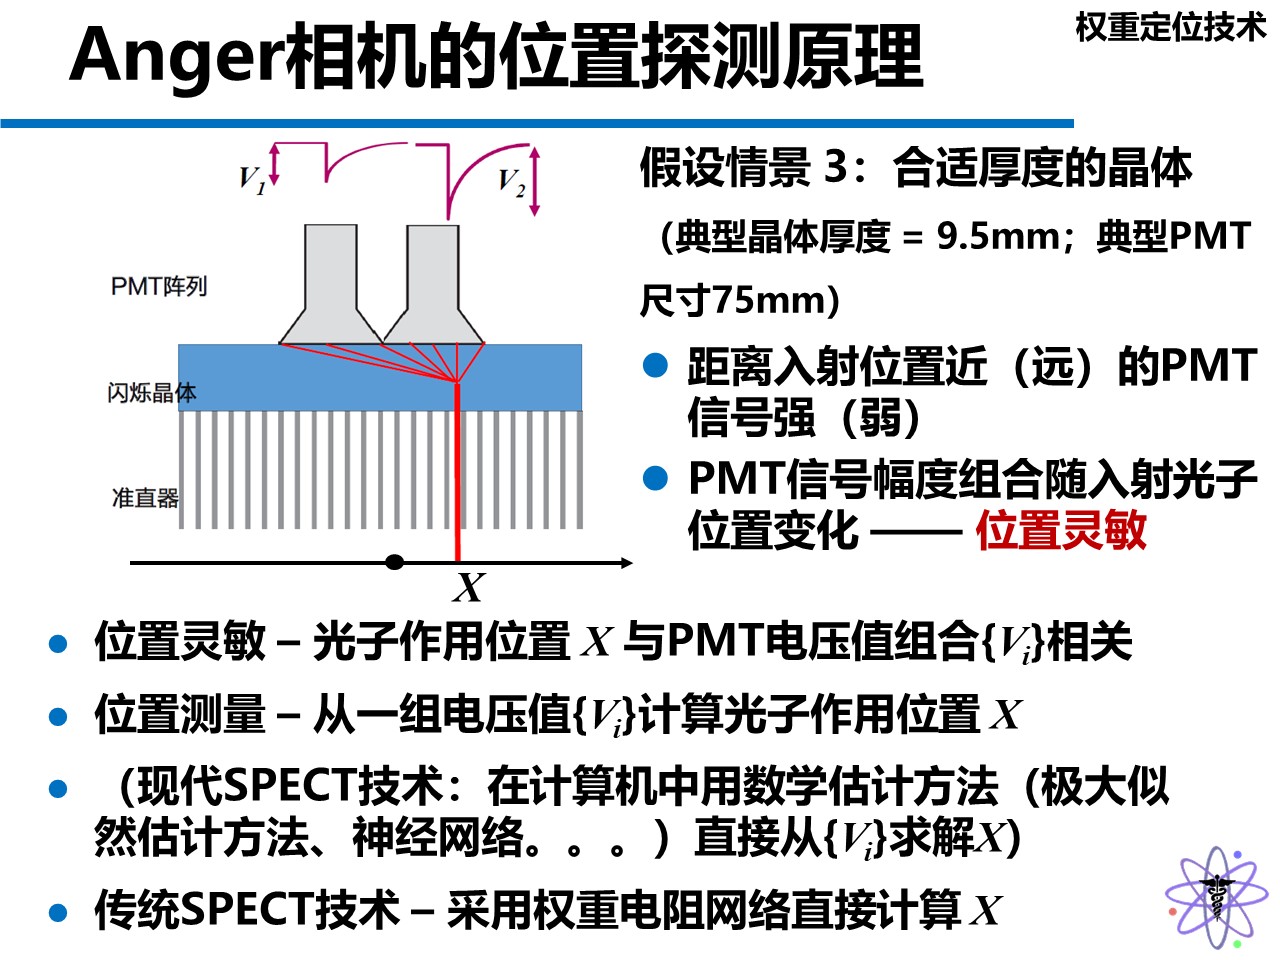 权重定位技术
Anger相机的位置探测原理
V1
V2
PMT阵列
闪烁晶体
准直器
X
假设情景 3：合适厚度的晶体
（典型晶体厚度 = 9.5mm；典型PMT
尺寸75mm）
距离入射位置近（远）的PMT
信号强（弱）
PMT信号幅度组合随入射光子
位置变化 —— 位置灵敏
位置灵敏 – 光子作用位置 X 与PMT电压值组合{Vi}相关
位置测量 – 从一组电压值{Vi}计算光子作用位置 X
（现代SPECT技术：在计算机中用数学估计方法（极大似
然估计方法、神经网络。。。）直接从{Vi}求解X）
传统SPECT技术 – 采用权重电阻网络直接计算 X